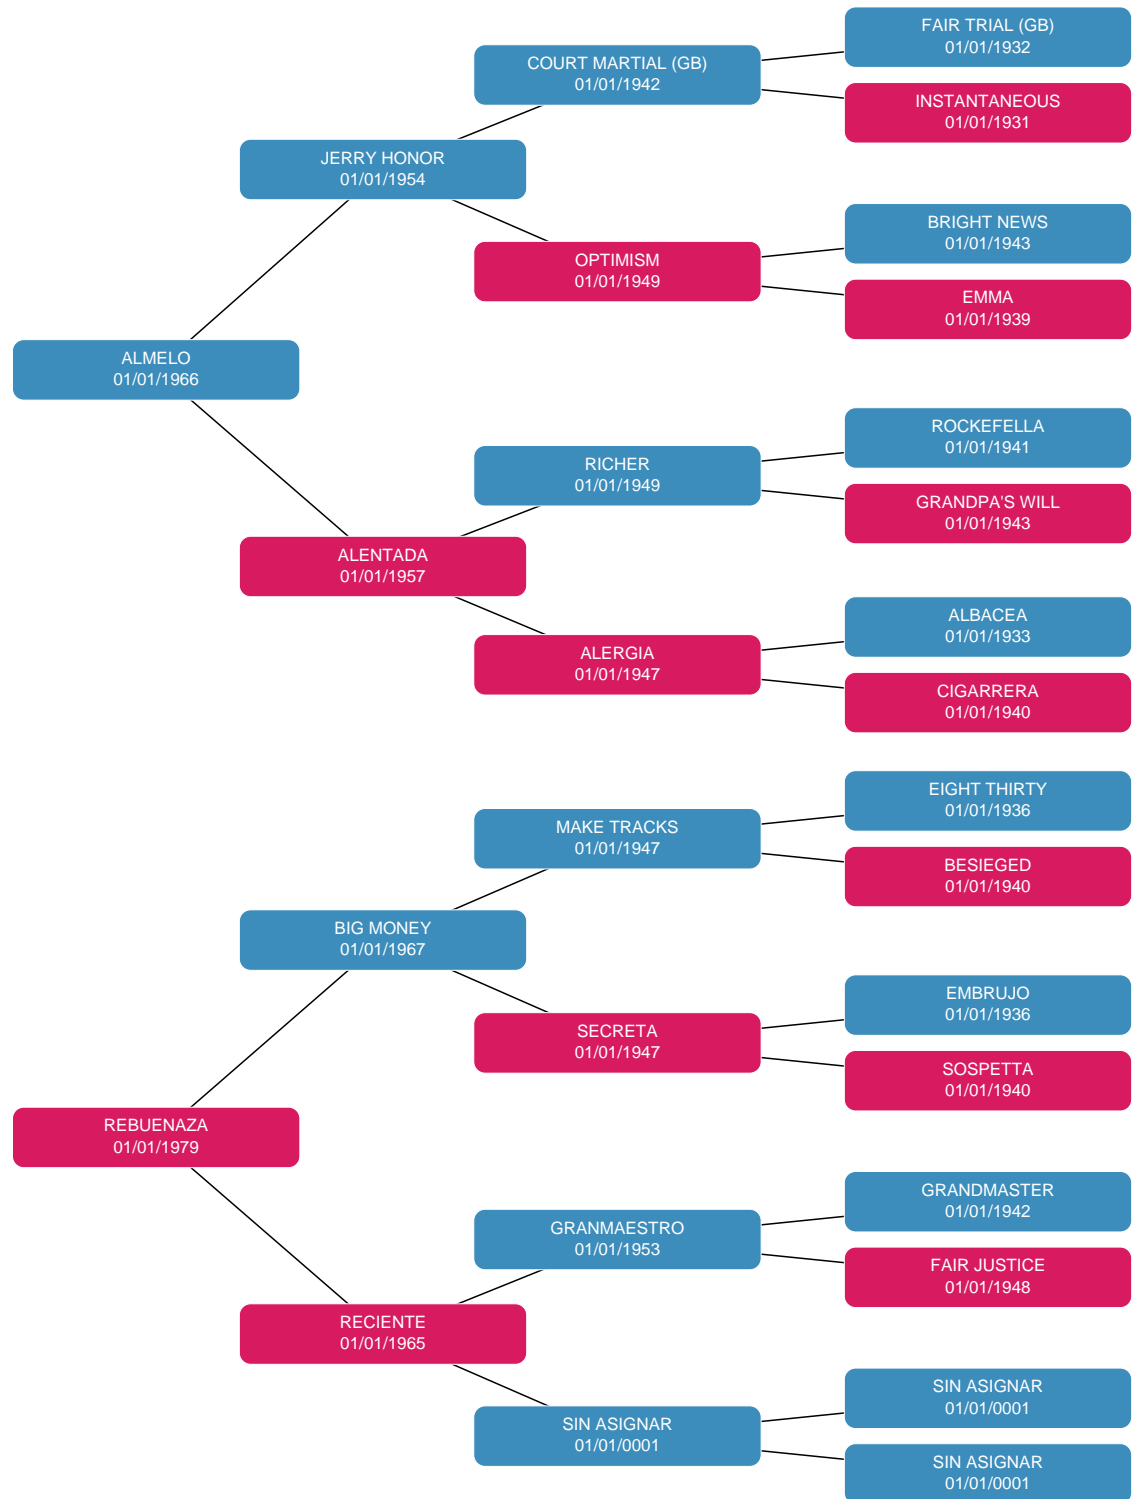 FAIR TRIAL (GB)
01/01/1932
COURT MARTIAL (GB)
01/01/1942
INSTANTANEOUS
01/01/1931
JERRY HONOR
01/01/1954
BRIGHT NEWS
01/01/1943
OPTIMISM
01/01/1949
EMMA
01/01/1939
ALMELO
01/01/1966
ROCKEFELLA
01/01/1941
RICHER
01/01/1949
GRANDPA'S WILL
01/01/1943
ALENTADA
01/01/1957
ALBACEA
01/01/1933
ALERGIA
01/01/1947
CIGARRERA
01/01/1940
EIGHT THIRTY
01/01/1936
MAKE TRACKS
01/01/1947
BESIEGED
01/01/1940
BIG MONEY
01/01/1967
EMBRUJO
01/01/1936
SECRETA
01/01/1947
SOSPETTA
01/01/1940
REBUENAZA
01/01/1979
GRANDMASTER
01/01/1942
GRANMAESTRO
01/01/1953
FAIR JUSTICE
01/01/1948
RECIENTE
01/01/1965
SIN ASIGNAR
01/01/0001
SIN ASIGNAR
01/01/0001
SIN ASIGNAR
01/01/0001